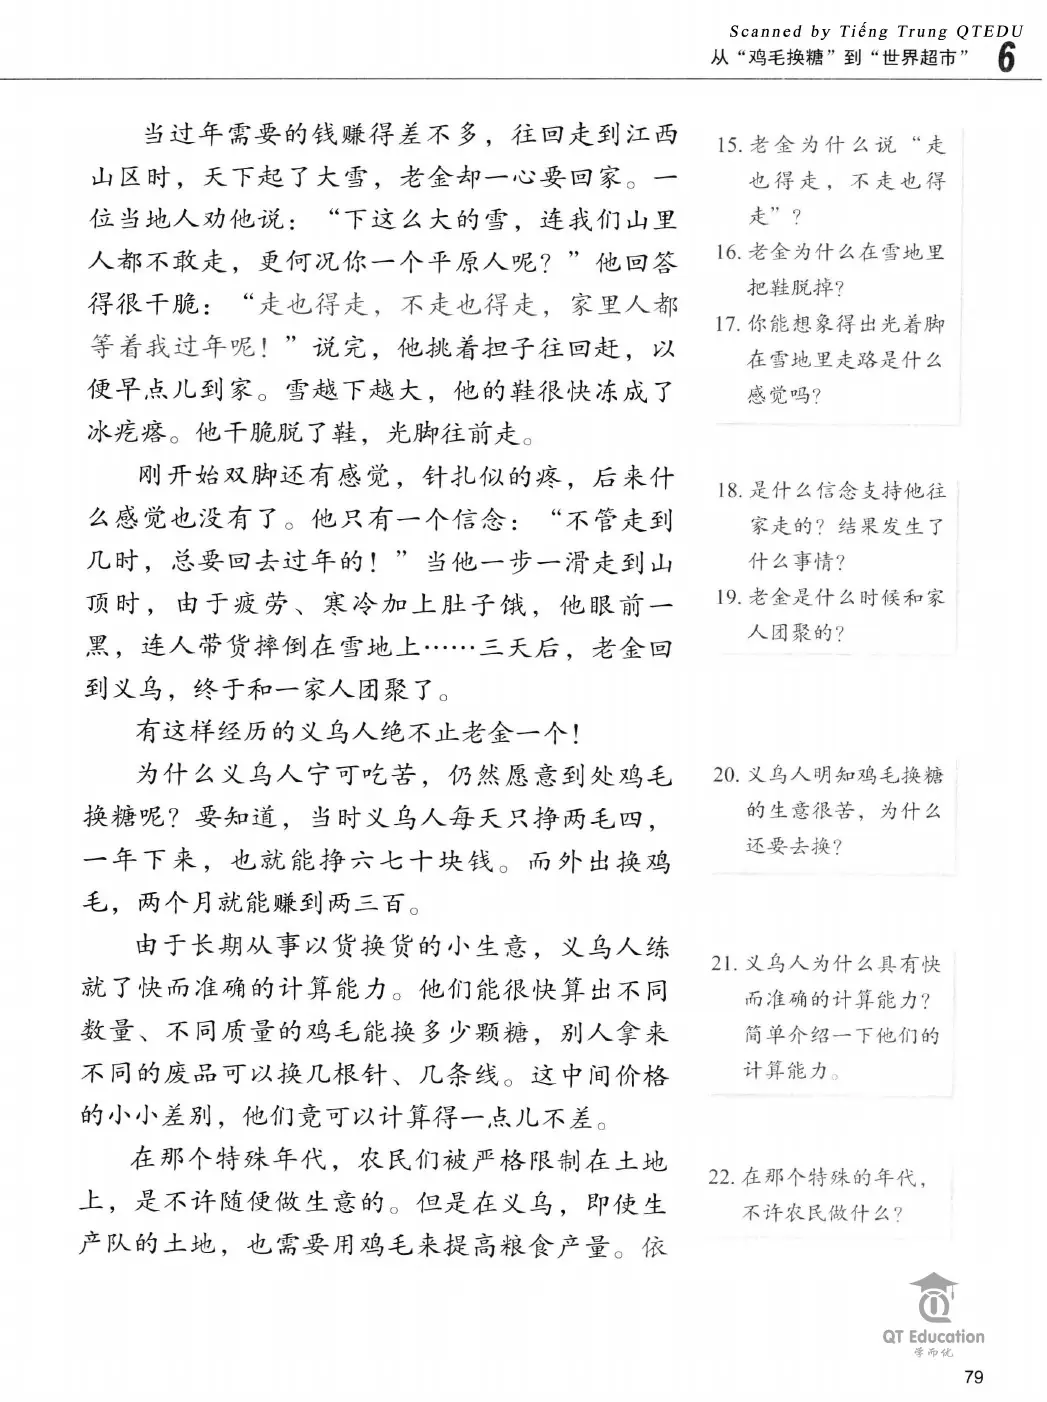 Scanned by Tiếng Trung QTEDU
从“鸡毛换糖”到“世界超市” 6
当过年需要的钱赚得差不多，往回走到江西
山区时，天下起了大雪，老金却一心要回家。一
位当地人劝他说：“下这么大的雪，连我们山里
人都不敢走，更何况你一个平原人呢？”他回答
得很干脆：“走也得走，不走也得走，家里人都
等着我过年呢！”说完，他挑着担子往回赶，以
便早点儿到家。雪越下越大，他的鞋很快冻成了
冰疙瘩。他干脆脱了鞋，光脚往前走。
刚开始双脚还有感觉，针扎似的疼，后来什
么感觉也没有了。他只有一个信念：“不管走到
几时，总要回去过年的！”当他一步一滑走到山
顶时，由于疲劳、寒冷加上肚子饿，他眼前一
黑，连人带货摔倒在雪地上……三天后，老金回
到义乌，终于和一家人团聚了。
有这样经历的义乌人绝不止老金一个！
为什么义乌人宁可吃苦，仍然愿意到处鸡毛
换糖呢？要知道，当时义乌人每天只挣两毛四，
一年下来，也就能挣六七十块钱。而外出换鸡
毛，两个月就能赚到两三百。
由于长期从事以货换货的小生意，义乌人练
就了快而准确的计算能力。他们能很快算出不同
数量、不同质量的鸡毛能换多少颗糖，别人拿来
不同的废品可以换几根针、几条线。这中间价格
的小小差别，他们竟可以计算得一点儿不差。
在那个特殊年代，农民们被严格限制在土地
上，是不许随便做生意的。但是在义乌，即使生
产队的土地，也需要用鸡毛来提高粮食产量。依
15. 老金为什么说“走
也得走，不走也得
走”？
16. 老金为什么在雪地里
把鞋脱掉？
17. 你能想象得出光着脚
在雪地里走路是什么
感觉吗？
18. 是什么信念支持他往
家走的？结果发生了
什么事情？
19. 老金是什么时候和家
人团聚的？
20. 义乌人明知鸡毛换糖
的生意很苦，为什么
还要去换？
21. 义乌人为什么具有快
而准确的计算能力？
简单介绍一下他们的
计算能力。
22. 在那个特殊的年代，
不许农民做什么？
QT Education
学而优
79